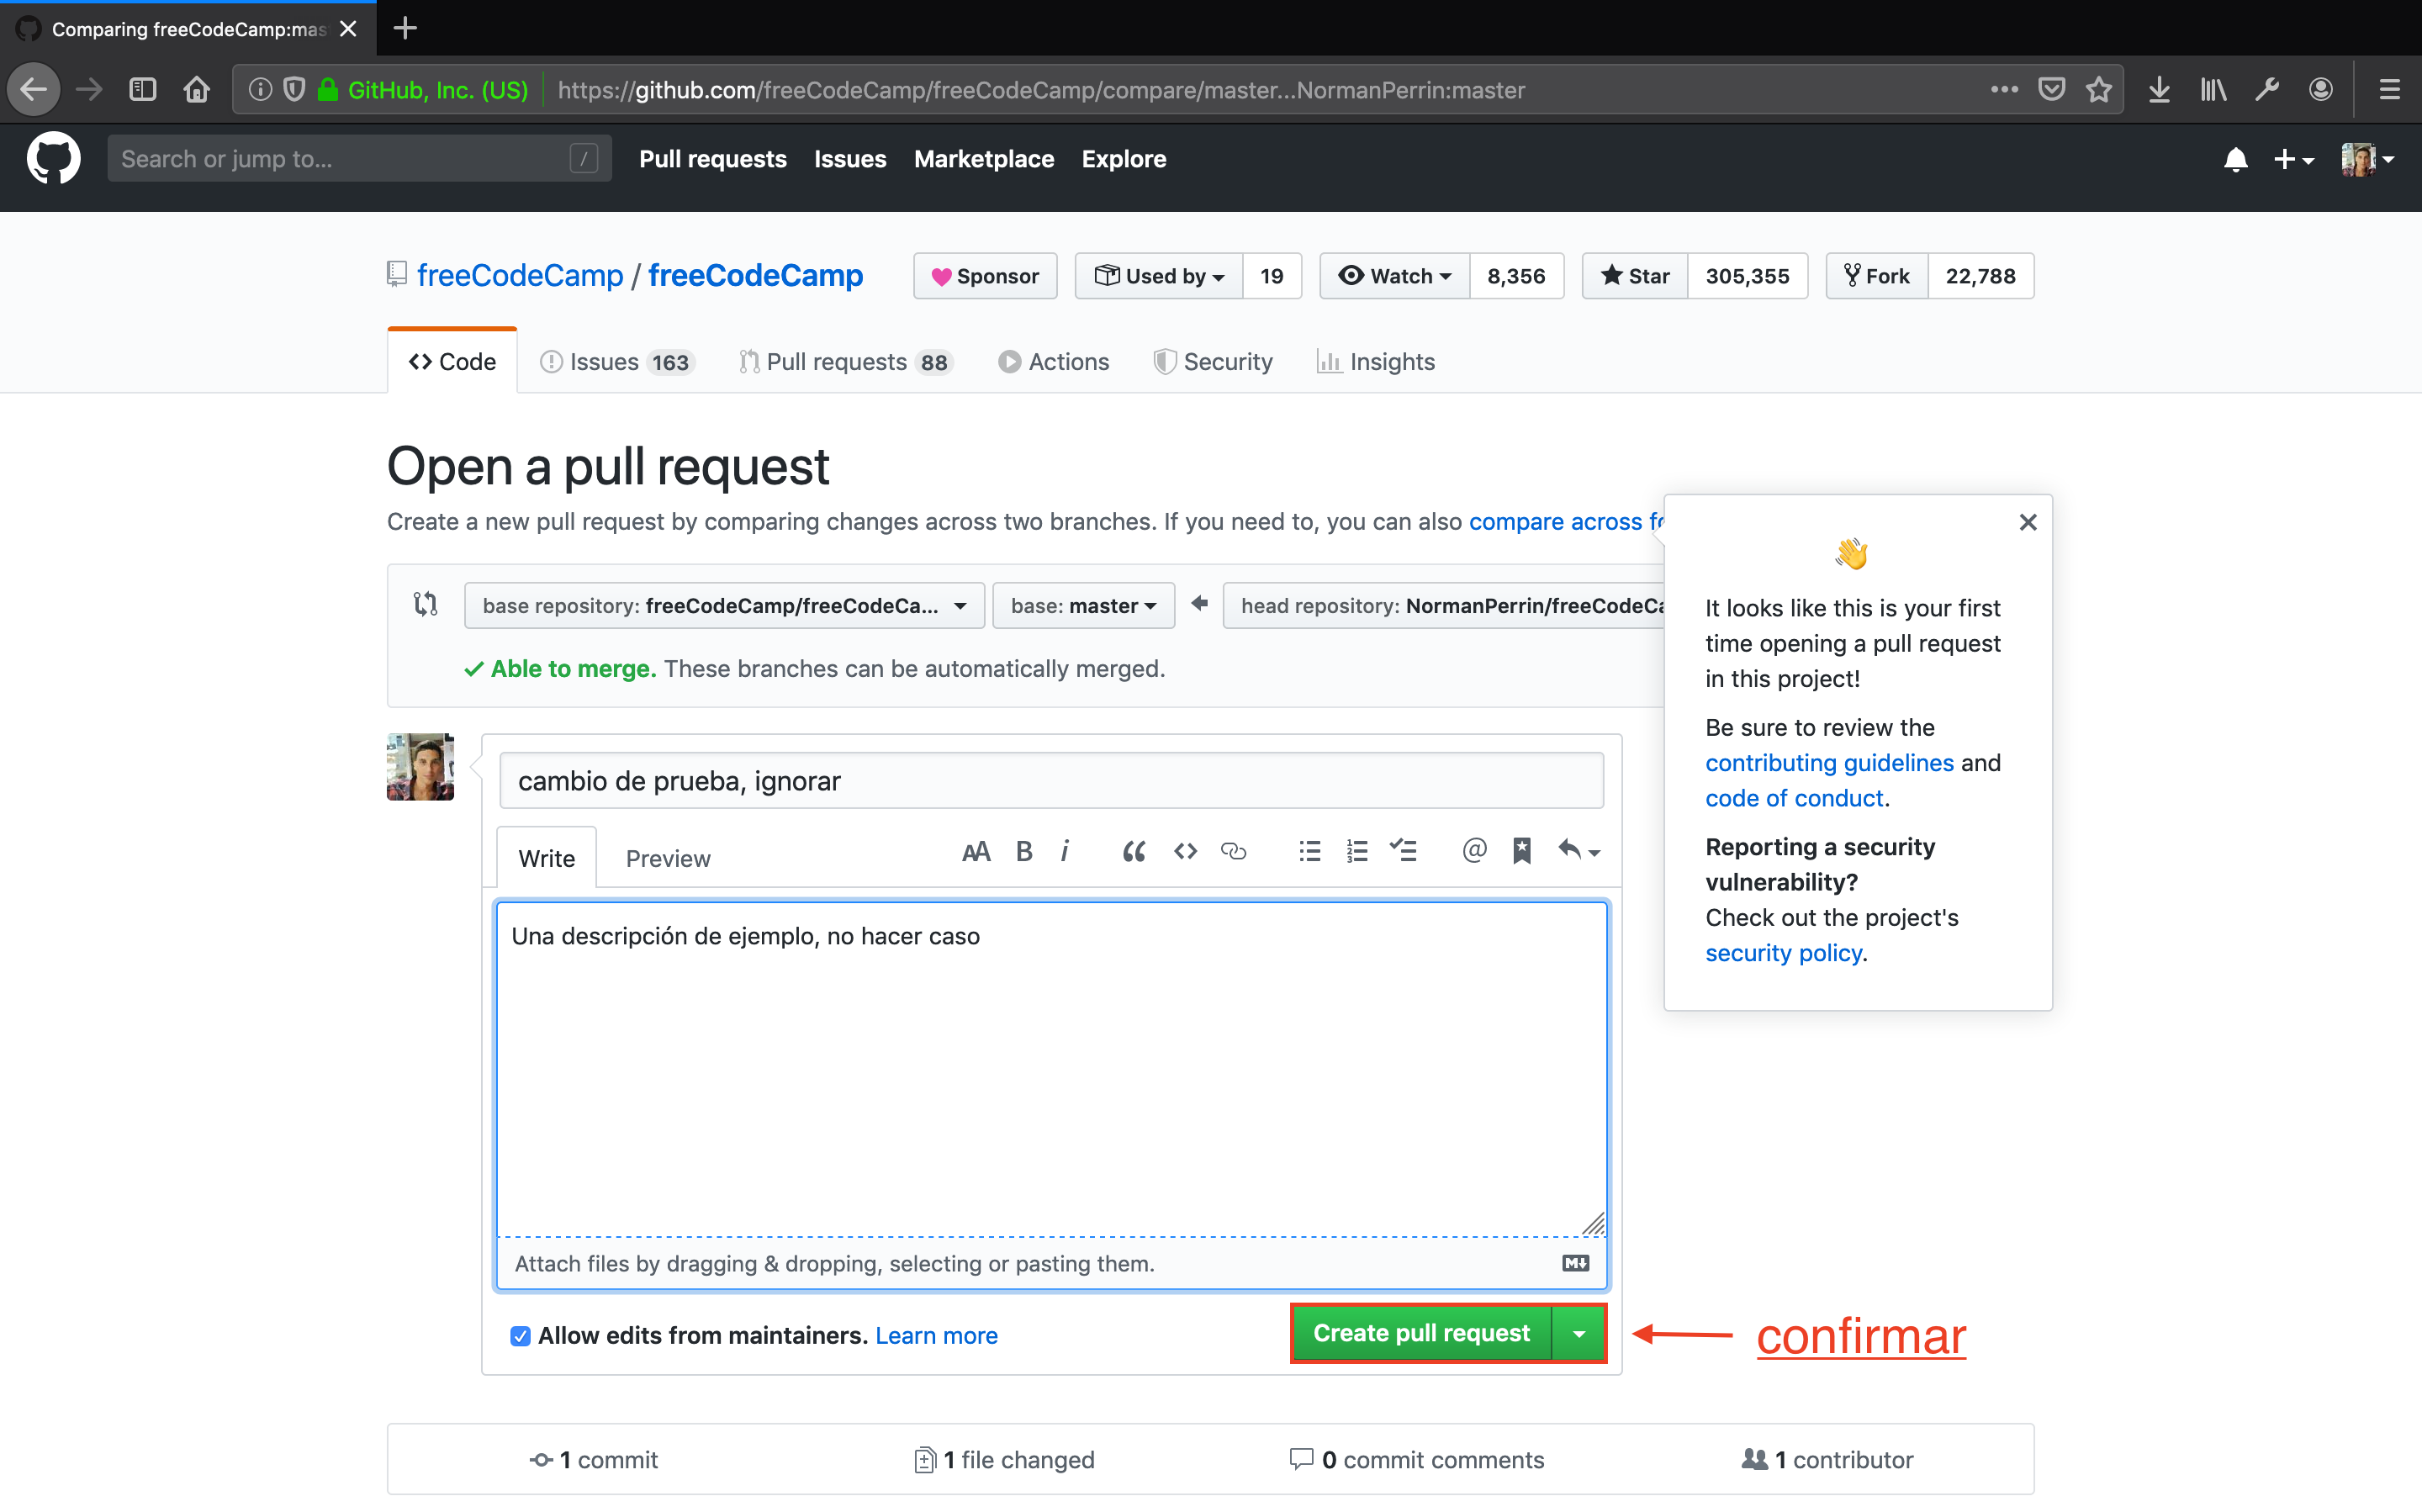 Comparing freeCodeCamp:mas
GitHub, Inc. (US) https://github.com/freeCodeCamp/freeCodeCamp/compare/master...NormanPerrin:master
Search or jump to... / Pull requests Issues Marketplace Explore
freeCodeCamp / freeCodeCamp Sponsor Used by 19 Watch 8,356 Star 305,355 Fork 22,788
Code Issues 163 Pull requests 88 Actions Security Insights
Open a pull request
Create a new pull request by comparing changes across two branches. If you need to, you can also compare across fo
base repository: freeCodeCamp/freeCodeCa... base: master head repository: NormanPerrin/freeCodeCa
Able to merge. These branches can be automatically merged.
It looks like this is your first
time opening a pull request
in this project!
Be sure to review the
contributing guidelines and
code of conduct.
Reporting a security
vulnerability?
Check out the project's
security policy.
cambio de prueba, ignorar
Write Preview
Una descripción de ejemplo, no hacer caso
Attach files by dragging & dropping, selecting or pasting them.
Allow edits from maintainers. Learn more Create pull request confirmar
1 commit 1 file changed 0 commit comments 1 contributor